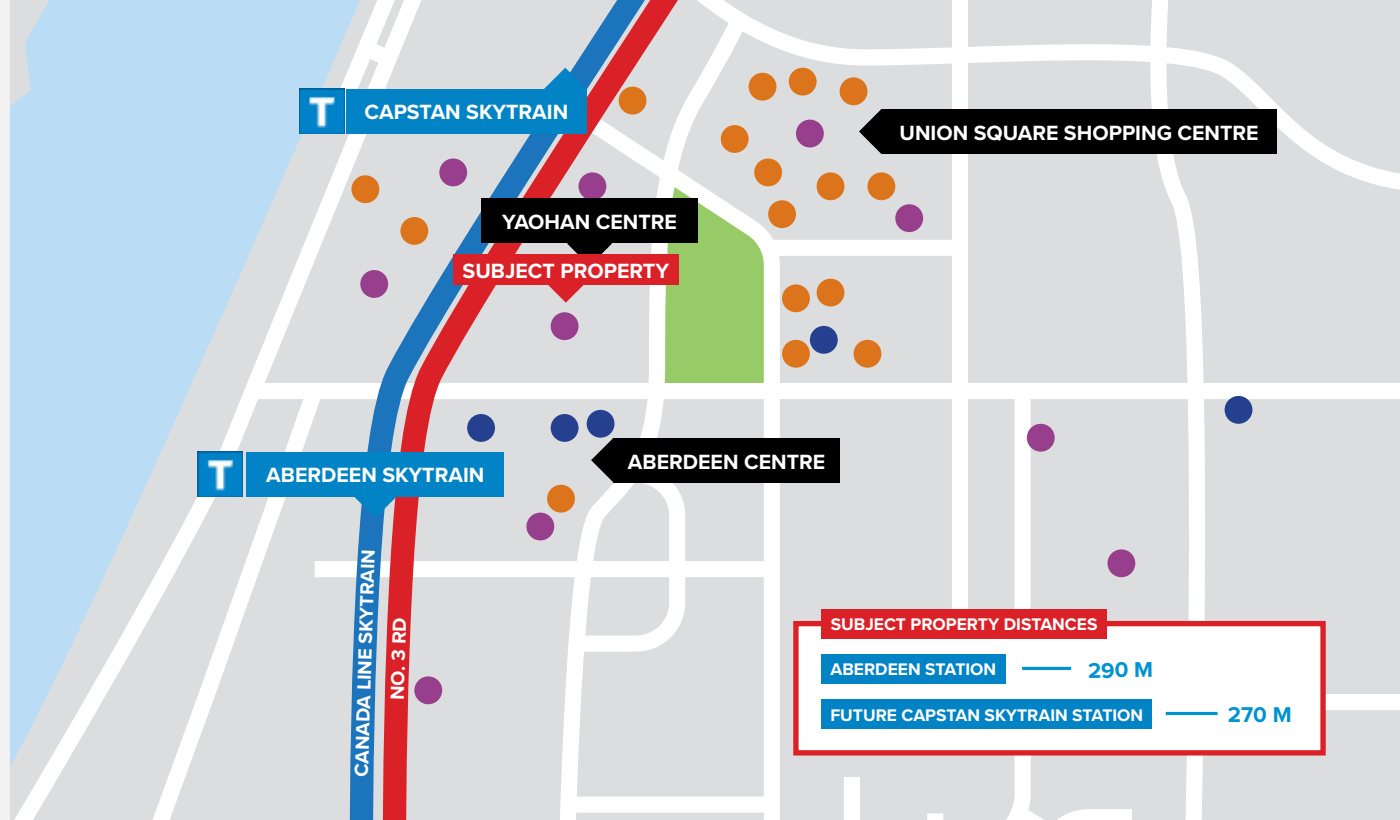 T CAPSTAN SKYTRAIN
UNION SQUARE SHOPPING CENTRE
YAOHAN CENTRE
SUBJECT PROPERTY
ABERDEEN CENTRE
T ABERDEEN SKYTRAIN
CANADA LINE SKYTRAIN
NO. 3 RD
SUBJECT PROPERTY DISTANCES
ABERDEEN STATION — 290 M
FUTURE CAPSTAN SKYTRAIN STATION — 270 M